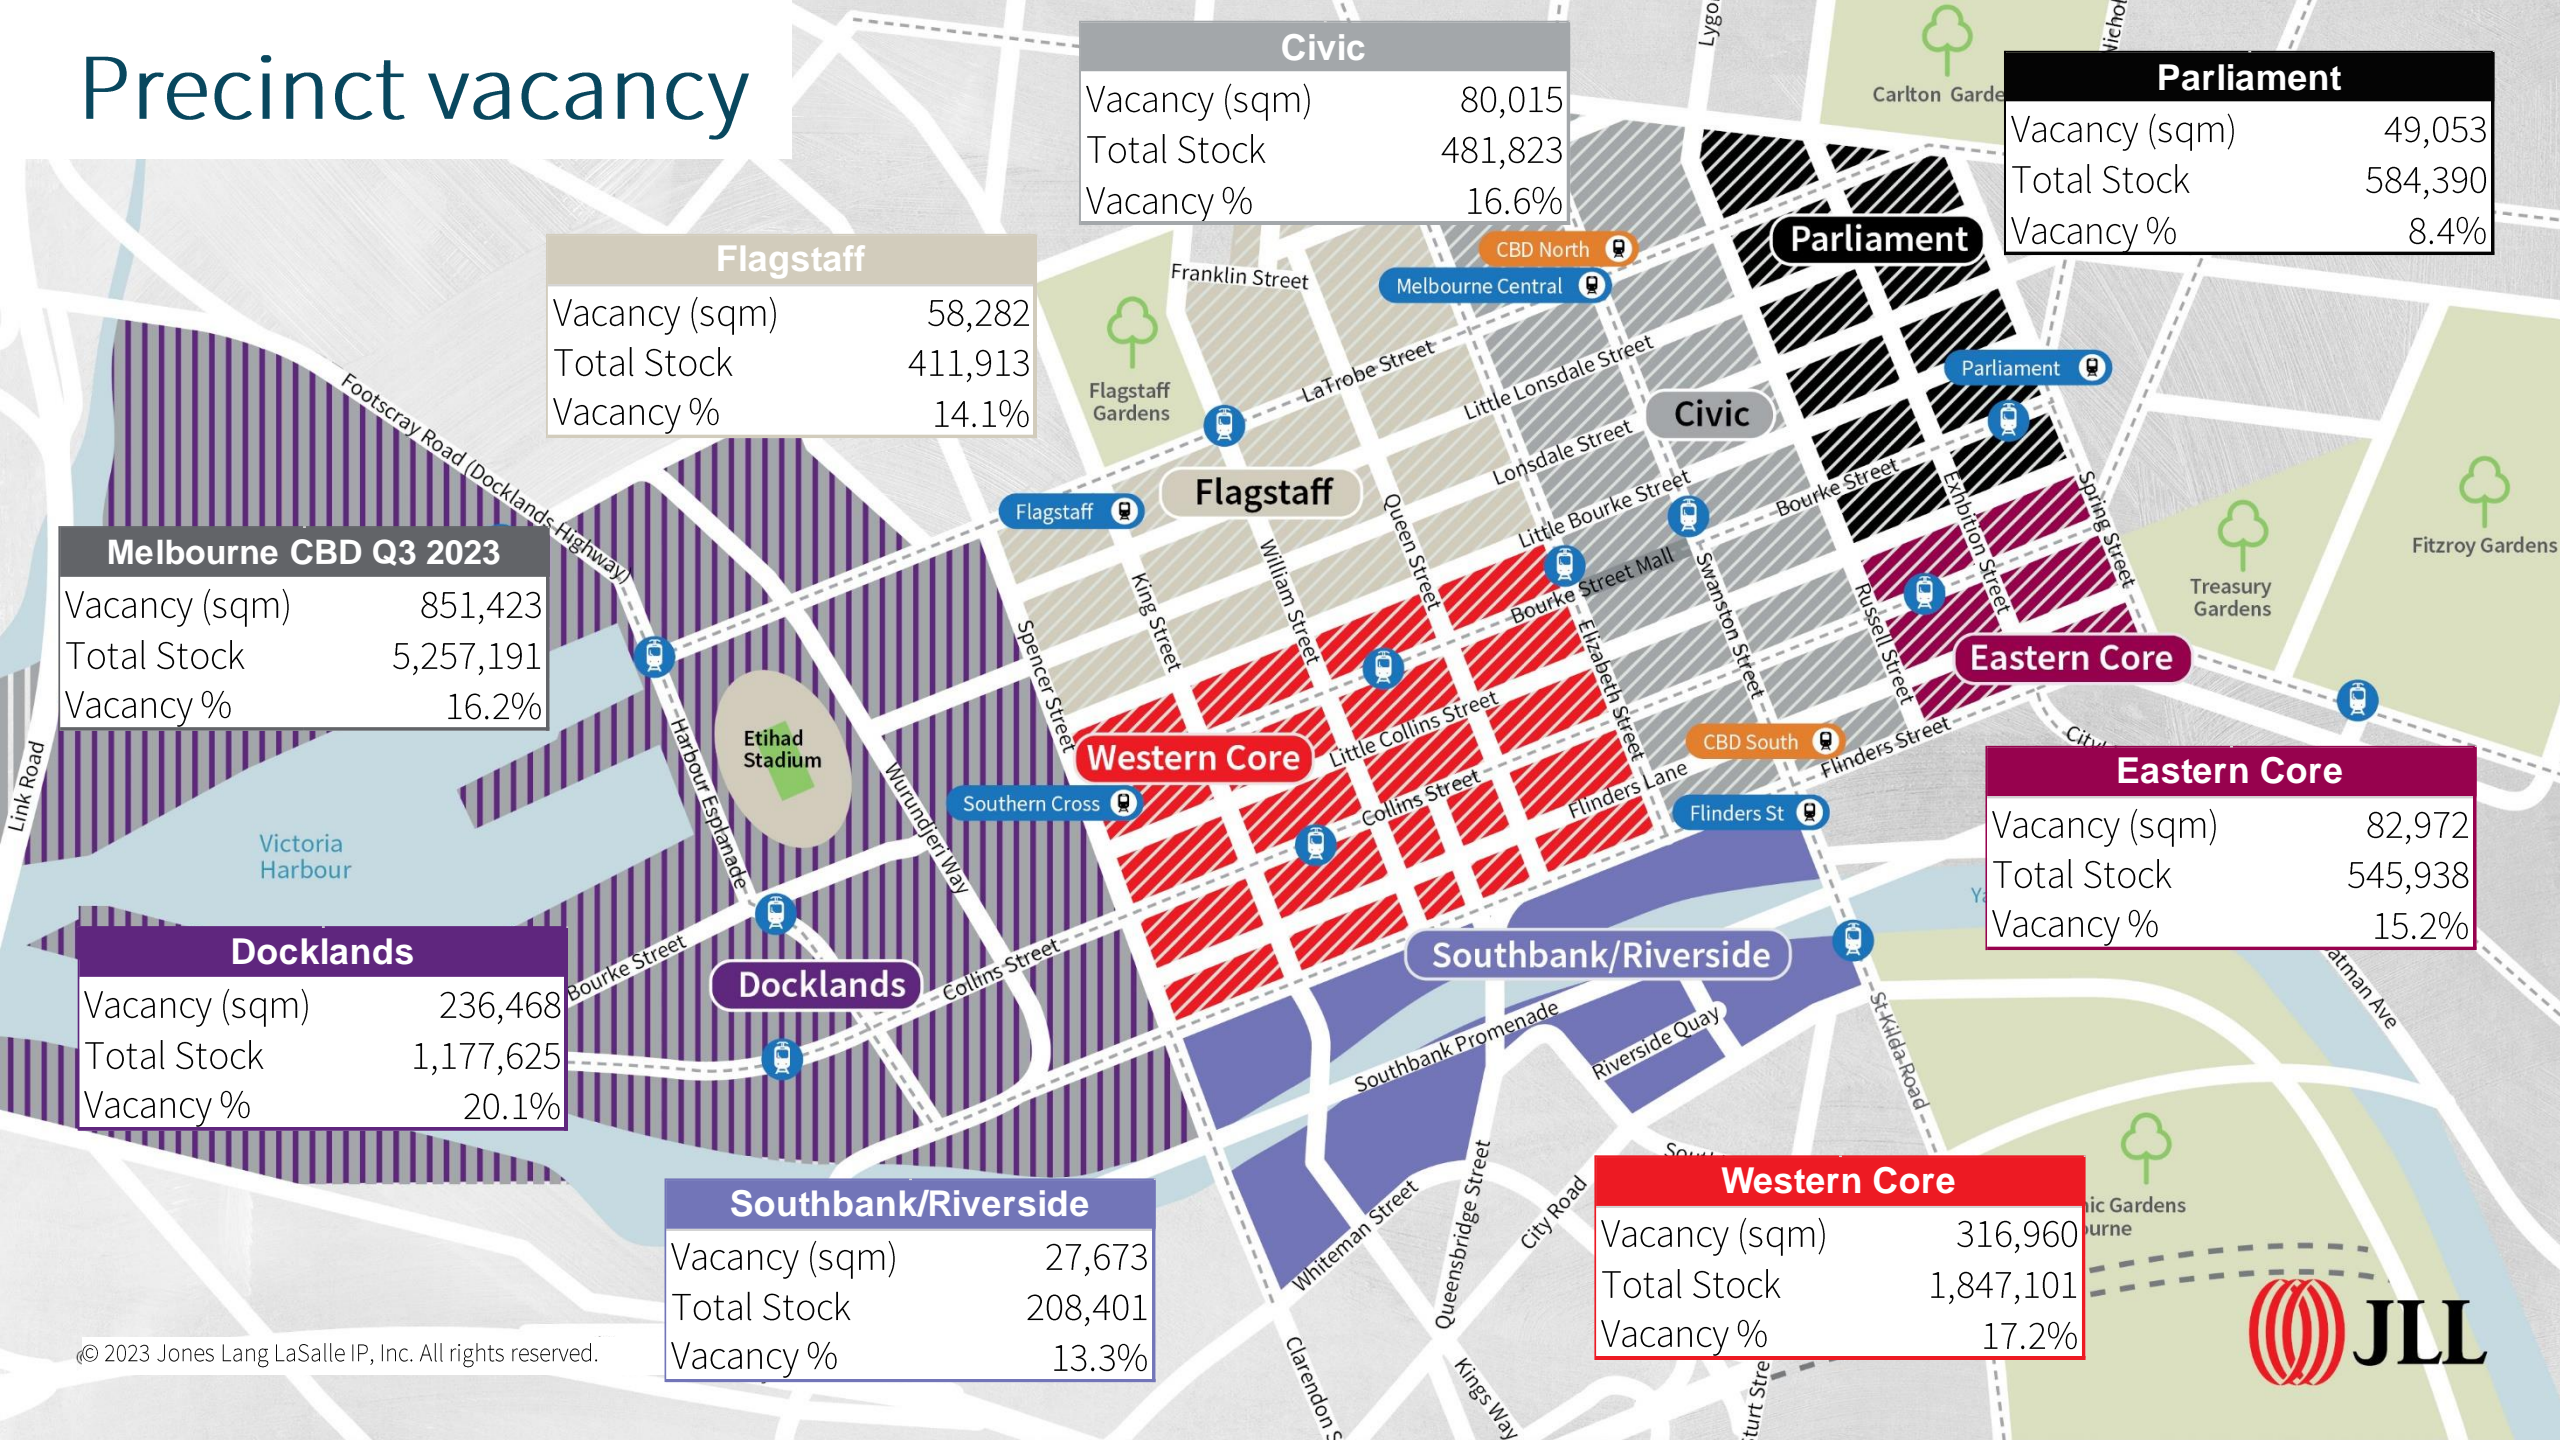 Precinct vacancy
Civic
Vacancy (sqm) 80,015
Total Stock 481,823
Vacancy % 16.6%
Parliament
Vacancy (sqm) 49,053
Total Stock 584,390
Vacancy % 8.4%
Flagstaff
Vacancy (sqm) 58,282
Total Stock 411,913
Vacancy % 14.1%
Melbourne CBD Q3 2023
Vacancy (sqm) 851,423
Total Stock 5,257,191
Vacancy % 16.2%
Eastern Core
Vacancy (sqm) 82,972
Total Stock 545,938
Vacancy % 15.2%
Docklands
Vacancy (sqm) 236,468
Total Stock 1,177,625
Vacancy % 20.1%
Southbank/Riverside
Vacancy (sqm) 27,673
Total Stock 208,401
Vacancy % 13.3%
Western Core
Vacancy (sqm) 316,960
Total Stock 1,847,101
Vacancy % 17.2%
Carlton Garde
Parliament
CBD North
Melbourne Central
Franklin Street
Flagstaff
Gardens
LaTrobe Street
Little Lonsdale Street
Lonsdale Street
Civic
Parliament
Flagstaff
Flagstaff
Queen Street
Little Bourke Street
Bourke Street
Bourke Street Mall
Exhibition Street
Spring Street
Fitzroy Gardens
Treasury
Gardens
Footscray Road (Docklands Highway)
King Street
William Street
Elizabeth Street
Swanston Street
Russell Street
Eastern Core
Spencer Street
Western Core
Little Collins Street
Collins Street
Flinders Lane
CBD South
Flinders Street
Flinders St
Southern Cross
Etihad
Stadium
Harbour Esplanade
Wurundjeri Way
Link Road
Victoria
Harbour
Bourke Street
Docklands
Collins Street
Southbank/Riverside
Southbank Promenade
Riverside Quay
St Kilda Road
atman Ave
Whiteman Street
Queensbridge Street
City Road
Clarendon S
Kings Way
nic Gardens
ourne
© 2023 Jones Lang LaSalle IP, Inc. All rights reserved.
JLL